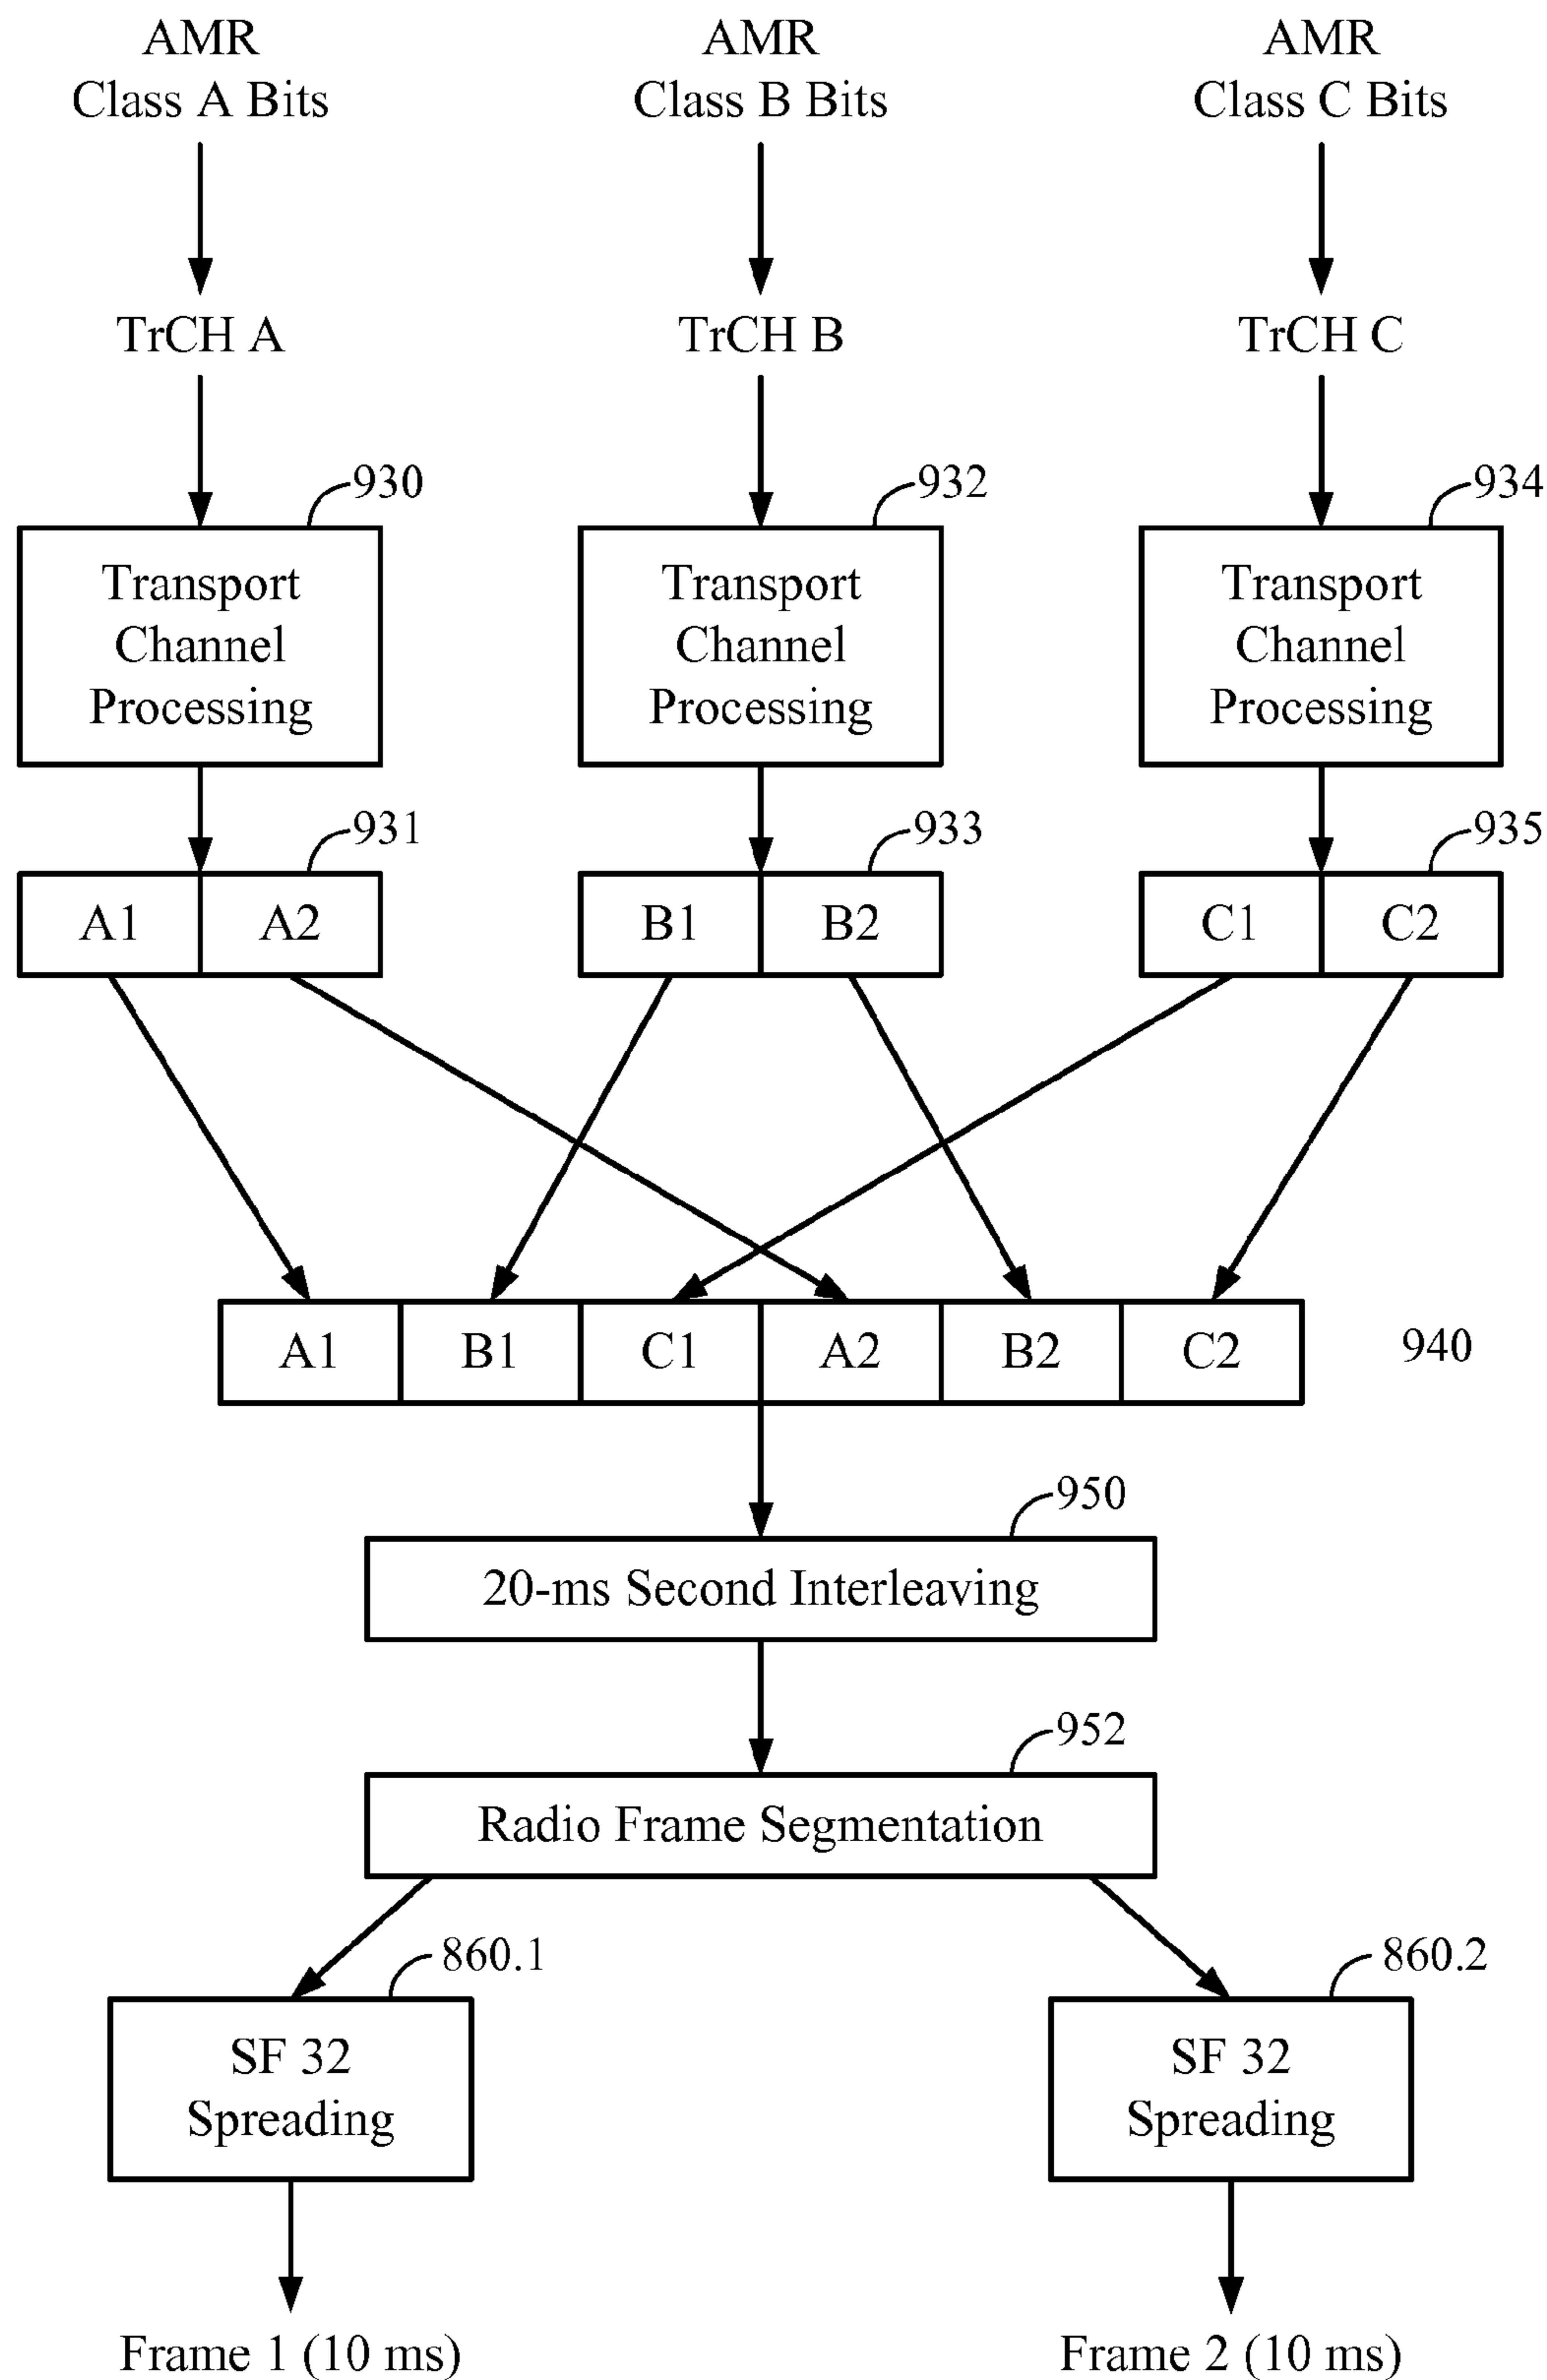 AMR
Class A Bits
AMR
Class B Bits
AMR
Class C Bits
TrCH A
TrCH B
TrCH C
930
932
934
Transport
Channel
Processing
Transport
Channel
Processing
Transport
Channel
Processing
931
933
935
A1 A2
B1 B2
C1 C2
A1 B1 C1 A2 B2 C2
940
950
20-ms Second Interleaving
952
Radio Frame Segmentation
860.1
860.2
SF 32
Spreading
SF 32
Spreading
Frame 1 (10 ms)
Frame 2 (10 ms)